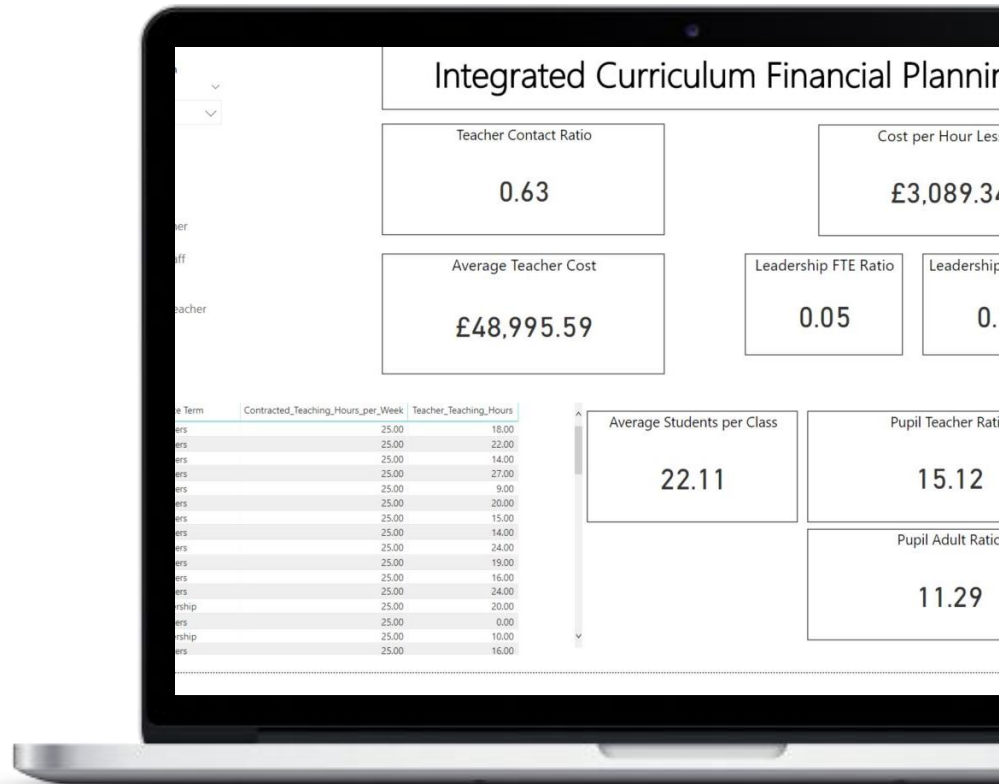 Integrated Curriculum Financial
Teacher Contact Ratio
0.63
Cost per Hour
£3,089.34
Average Teacher Cost
£48,995.59
Leadership FTE Ratio
0.05
Leadership
0.
Term Contracted_Teaching_Hours_per_Week Teacher_Teaching_Hours
25.00 18.00
25.00 22.00
25.00 14.00
25.00 27.00
25.00 9.00
25.00 20.00
25.00 15.00
25.00 14.00
25.00 24.00
25.00 19.00
25.00 16.00
25.00 24.00
25.00 20.00
25.00 0.00
25.00 10.00
25.00 16.00
Average Students per Class
22.11
Pupil Teacher
15.12
Pupil Adult Ratio
11.29